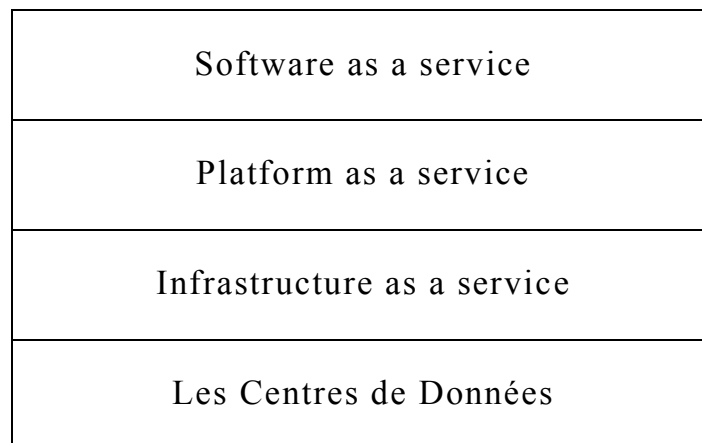 Software as a service
Platform as a service
Infrastructure as a service
Les Centres de Données